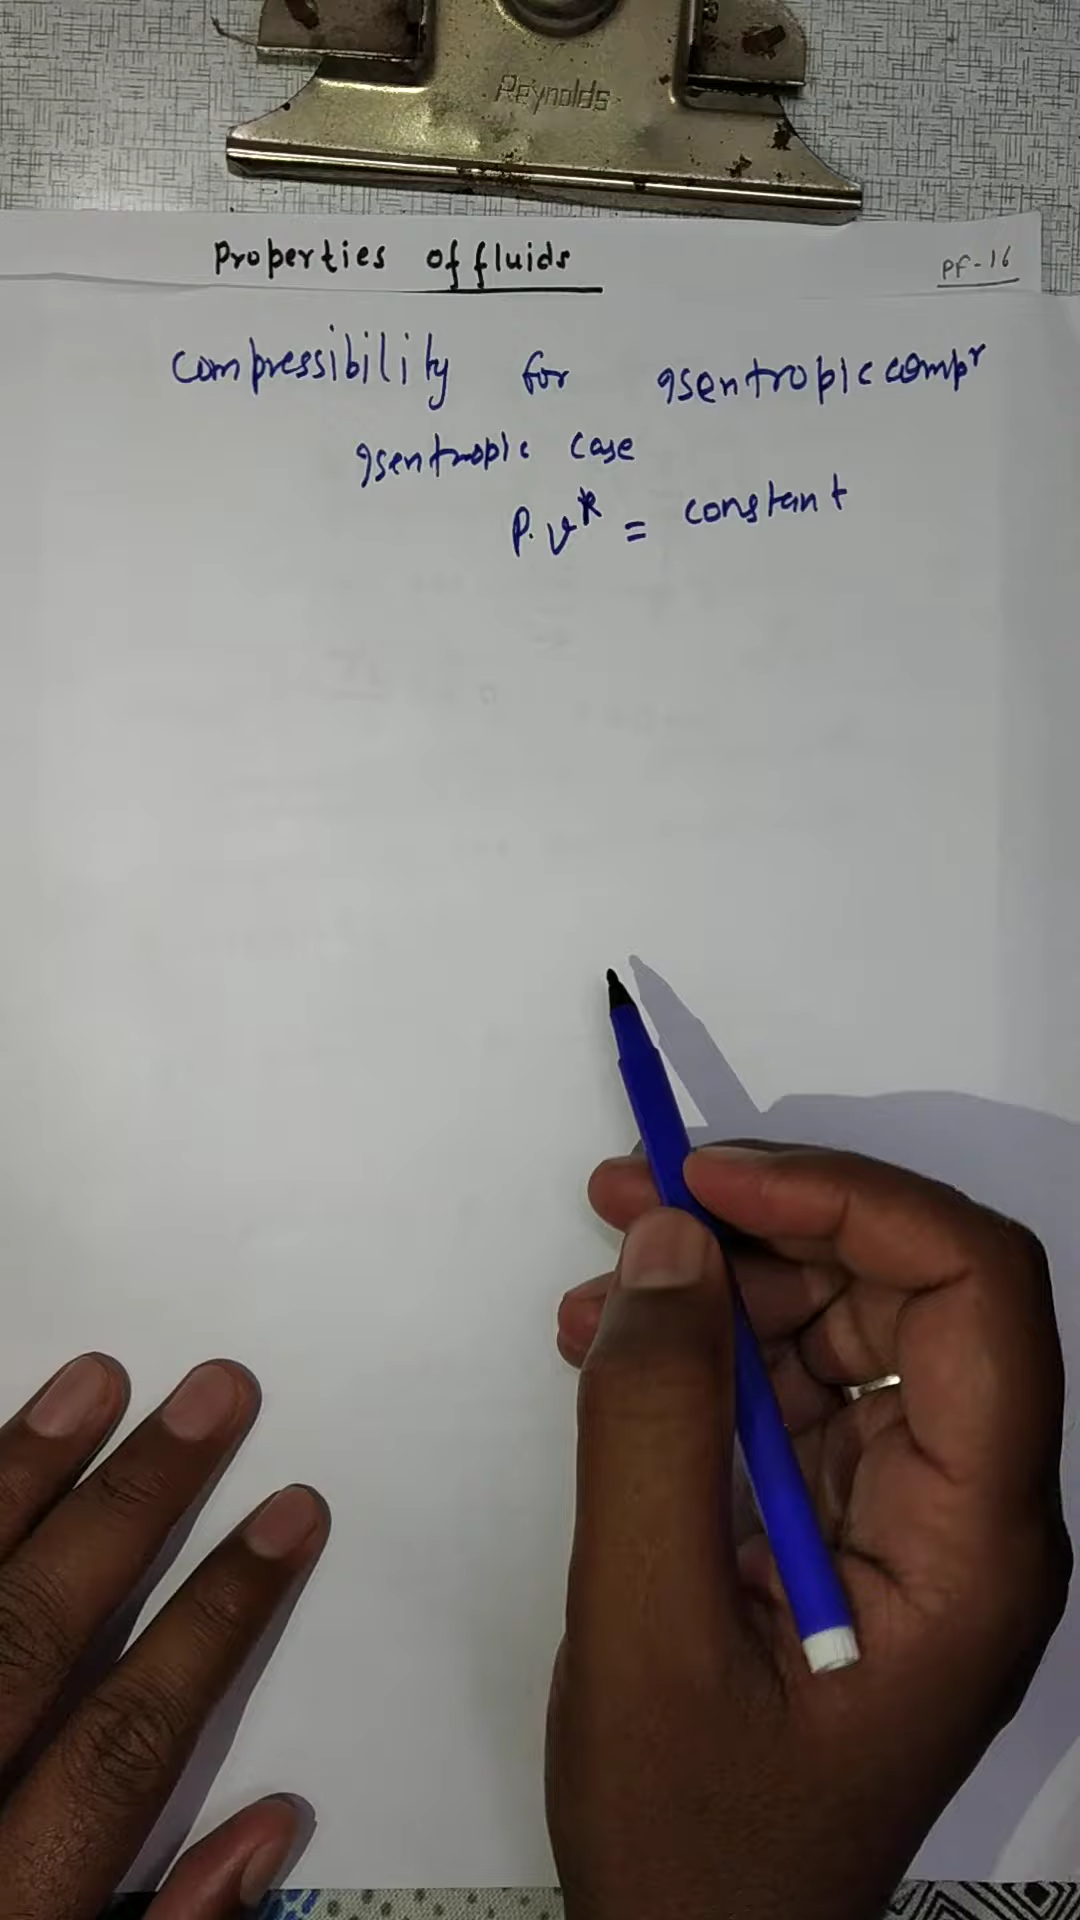 Reynolds
Properties of fluids
PF-16
compressibility for Isentropic compr
Isentropic case
P. v^k = constant